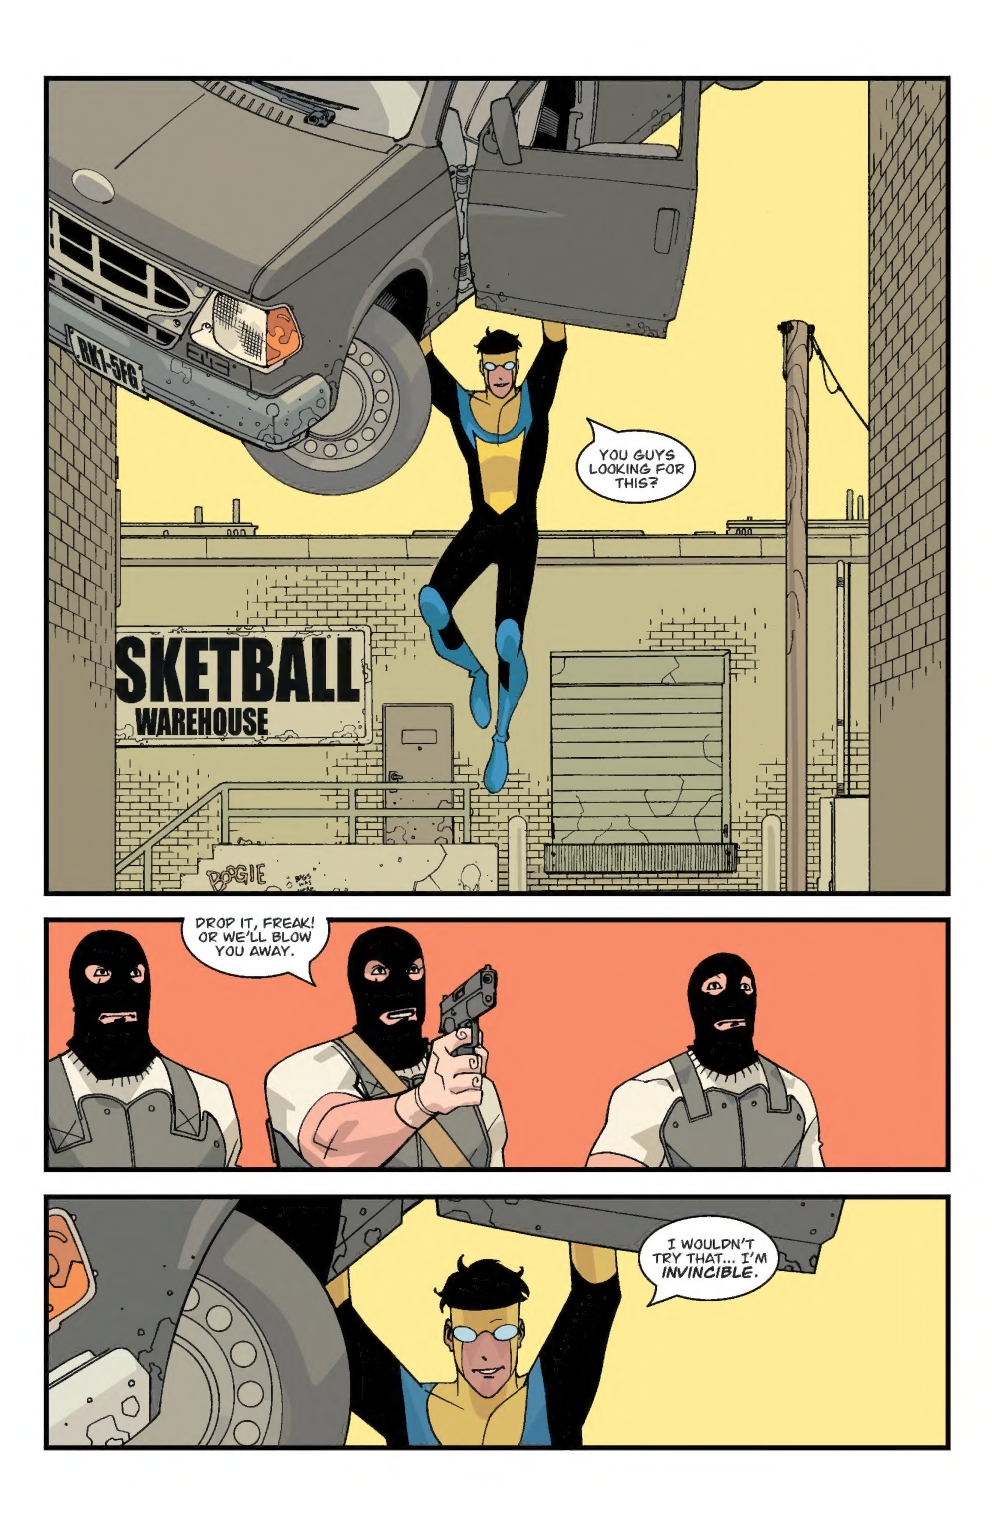 RK1-5FG
YOU GUYS
LOOKING FOR
THIS?
SKETBALL
WAREHOUSE
BOOGIE
DROP IT, FREAK!
OR WE'LL BLOW
YOU AWAY.
I WOULDN'T
TRY THAT... I'M
INVINCIBLE.